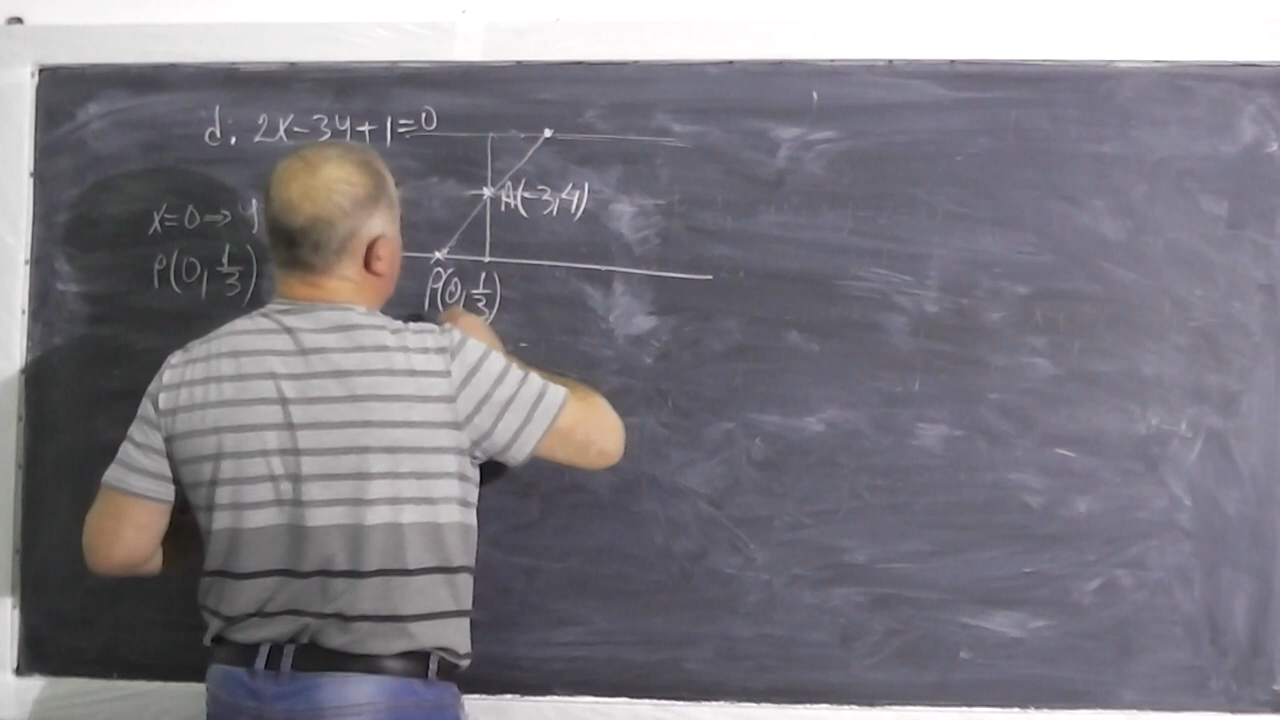 d: 2x-3y+1=0
A(-3,4)
x=0⇒y
P(0,1/3)
P(0,1/3)